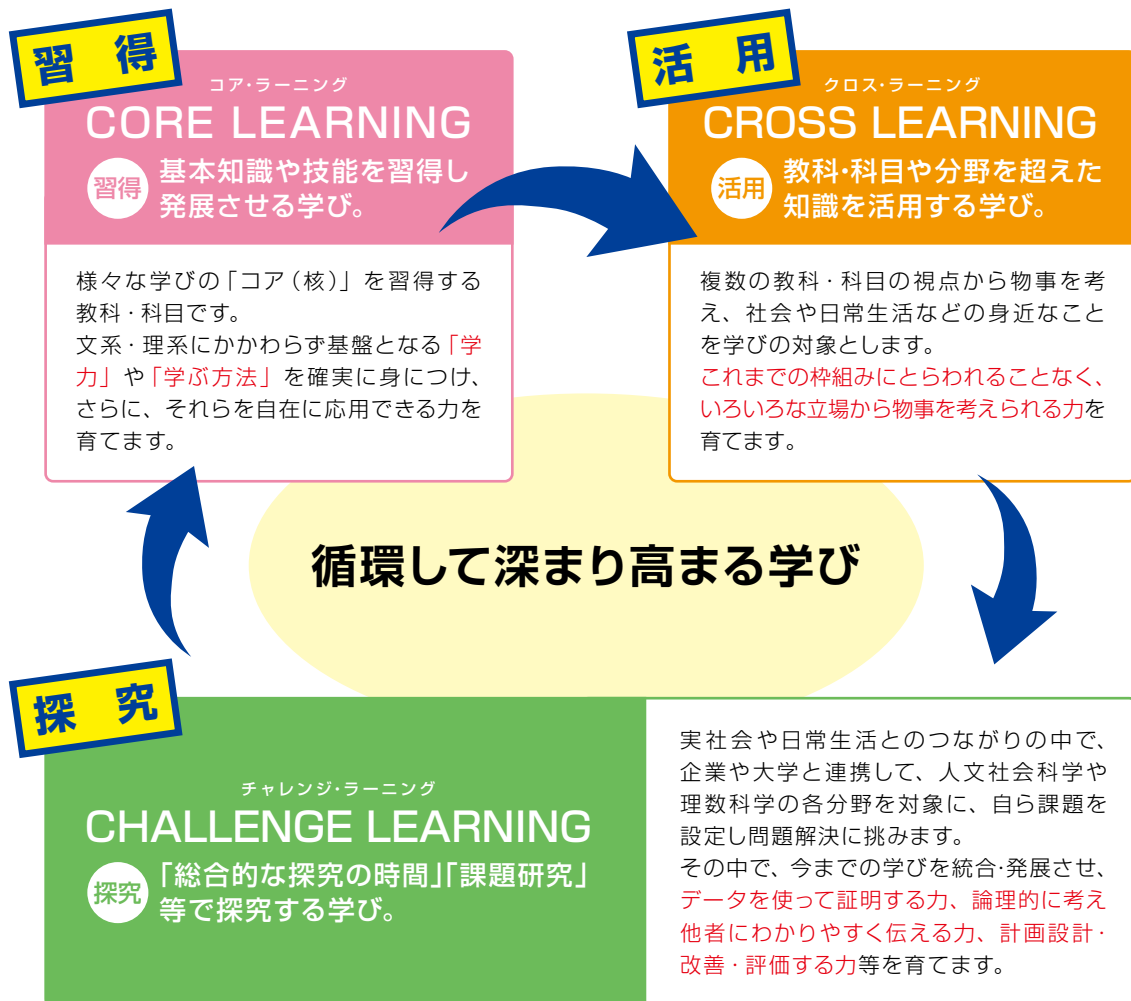 習 得
コア・ラーニング
CORE LEARNING
習得
基本知識や技能を習得し
発展させる学び。
様々な学びの「コア（核）」を習得する
教科・科目です。
文系・理系にかかわらず基盤となる「学
力」や「学ぶ方法」を確実に身につけ、
さらに、それらを自在に応用できる力を
育てます。
活 用
クロス・ラーニング
CROSS LEARNING
活用
教科・科目や分野を超えた
知識を活用する学び。
複数の教科・科目の視点から物事を考
え、社会や日常生活などの身近なこと
を学びの対象とします。
これまでの枠組みにとらわれることなく、
いろいろな立場から物事を考えられる力を
育てます。
循環して深まり高まる学び
探 究
チャレンジ・ラーニング
CHALLENGE LEARNING
探究
「総合的な探究の時間」「課題研究」
等で探究する学び。
実社会や日常生活とのつながりの中で、
企業や大学と連携して、人文社会科学や
理数科学の各分野を対象に、自ら課題を
設定し問題解決に挑みます。
その中で、今までの学びを統合・発展させ、
データを使って証明する力、論理的に考え
他者にわかりやすく伝える力、計画設計・
改善・評価する力等を育てます。